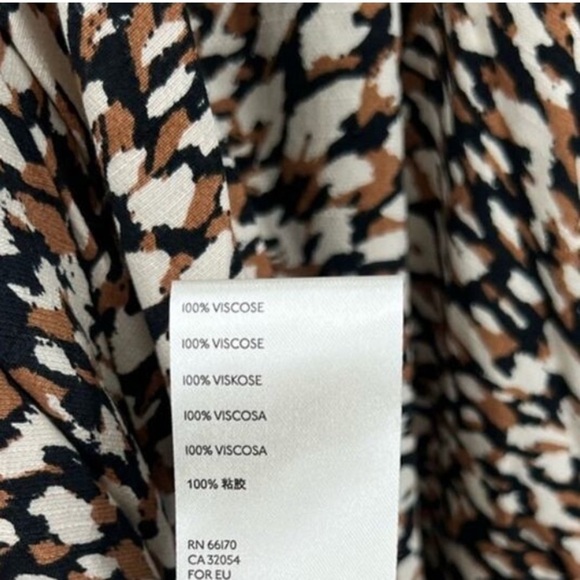 100% VISCOSE
100% VISCOSE
100% VISKOSE
100% VISCOSA
100% VISCOSA
100% 粘胶
RN 66170
CA 32054
FOR EU